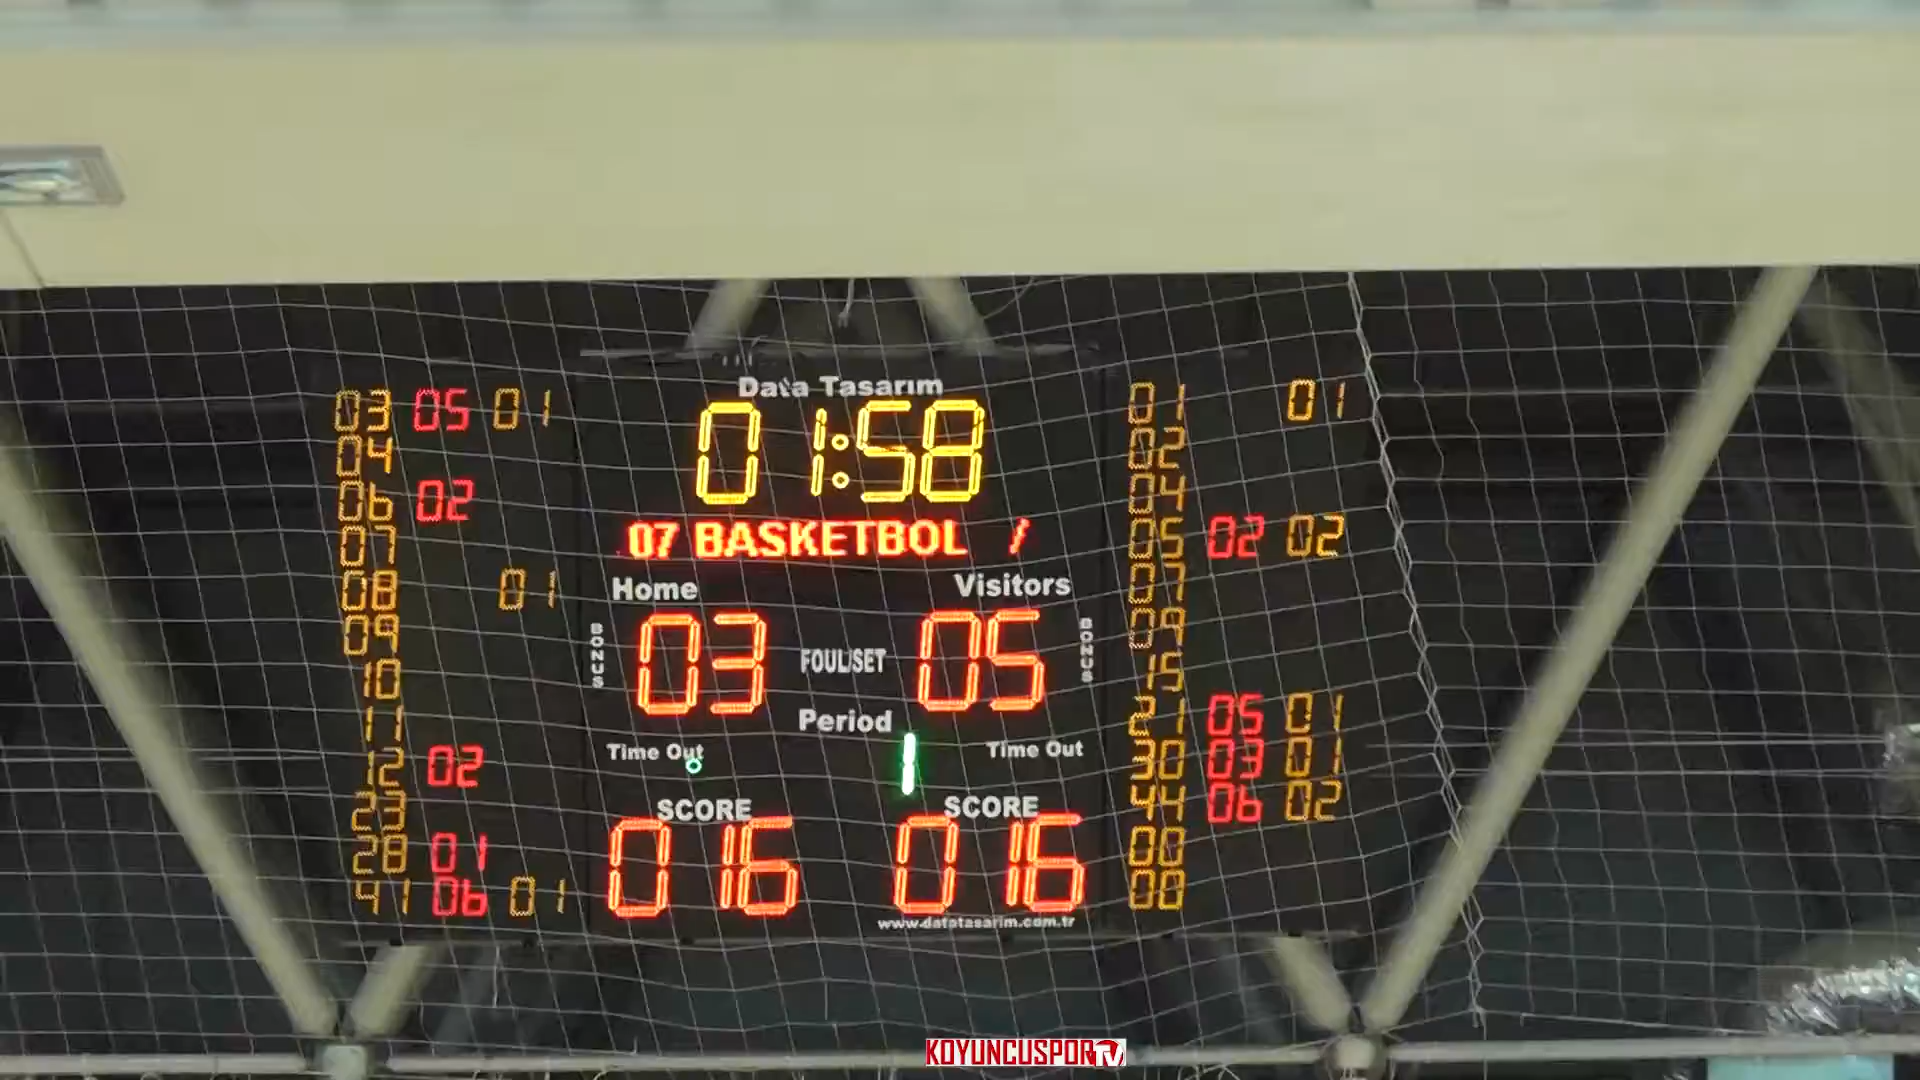 Data Tasarım
01:58
07 BASKETBOL /
Home Visitors
BONUS 03 FOUL/SET 05 BONUS
Period
1
Time Out Time Out
SCORE SCORE
016 016
www.datatasarim.com.tr
03 05 01
04
06 02
07
08 01
09
10
11
12 02
23
28 01
41 06 01
01 01
02
04
05 02 02
07
09
15
21 05 01
30 03 01
44 06 02
00
00
KOYUNCUSPORTV